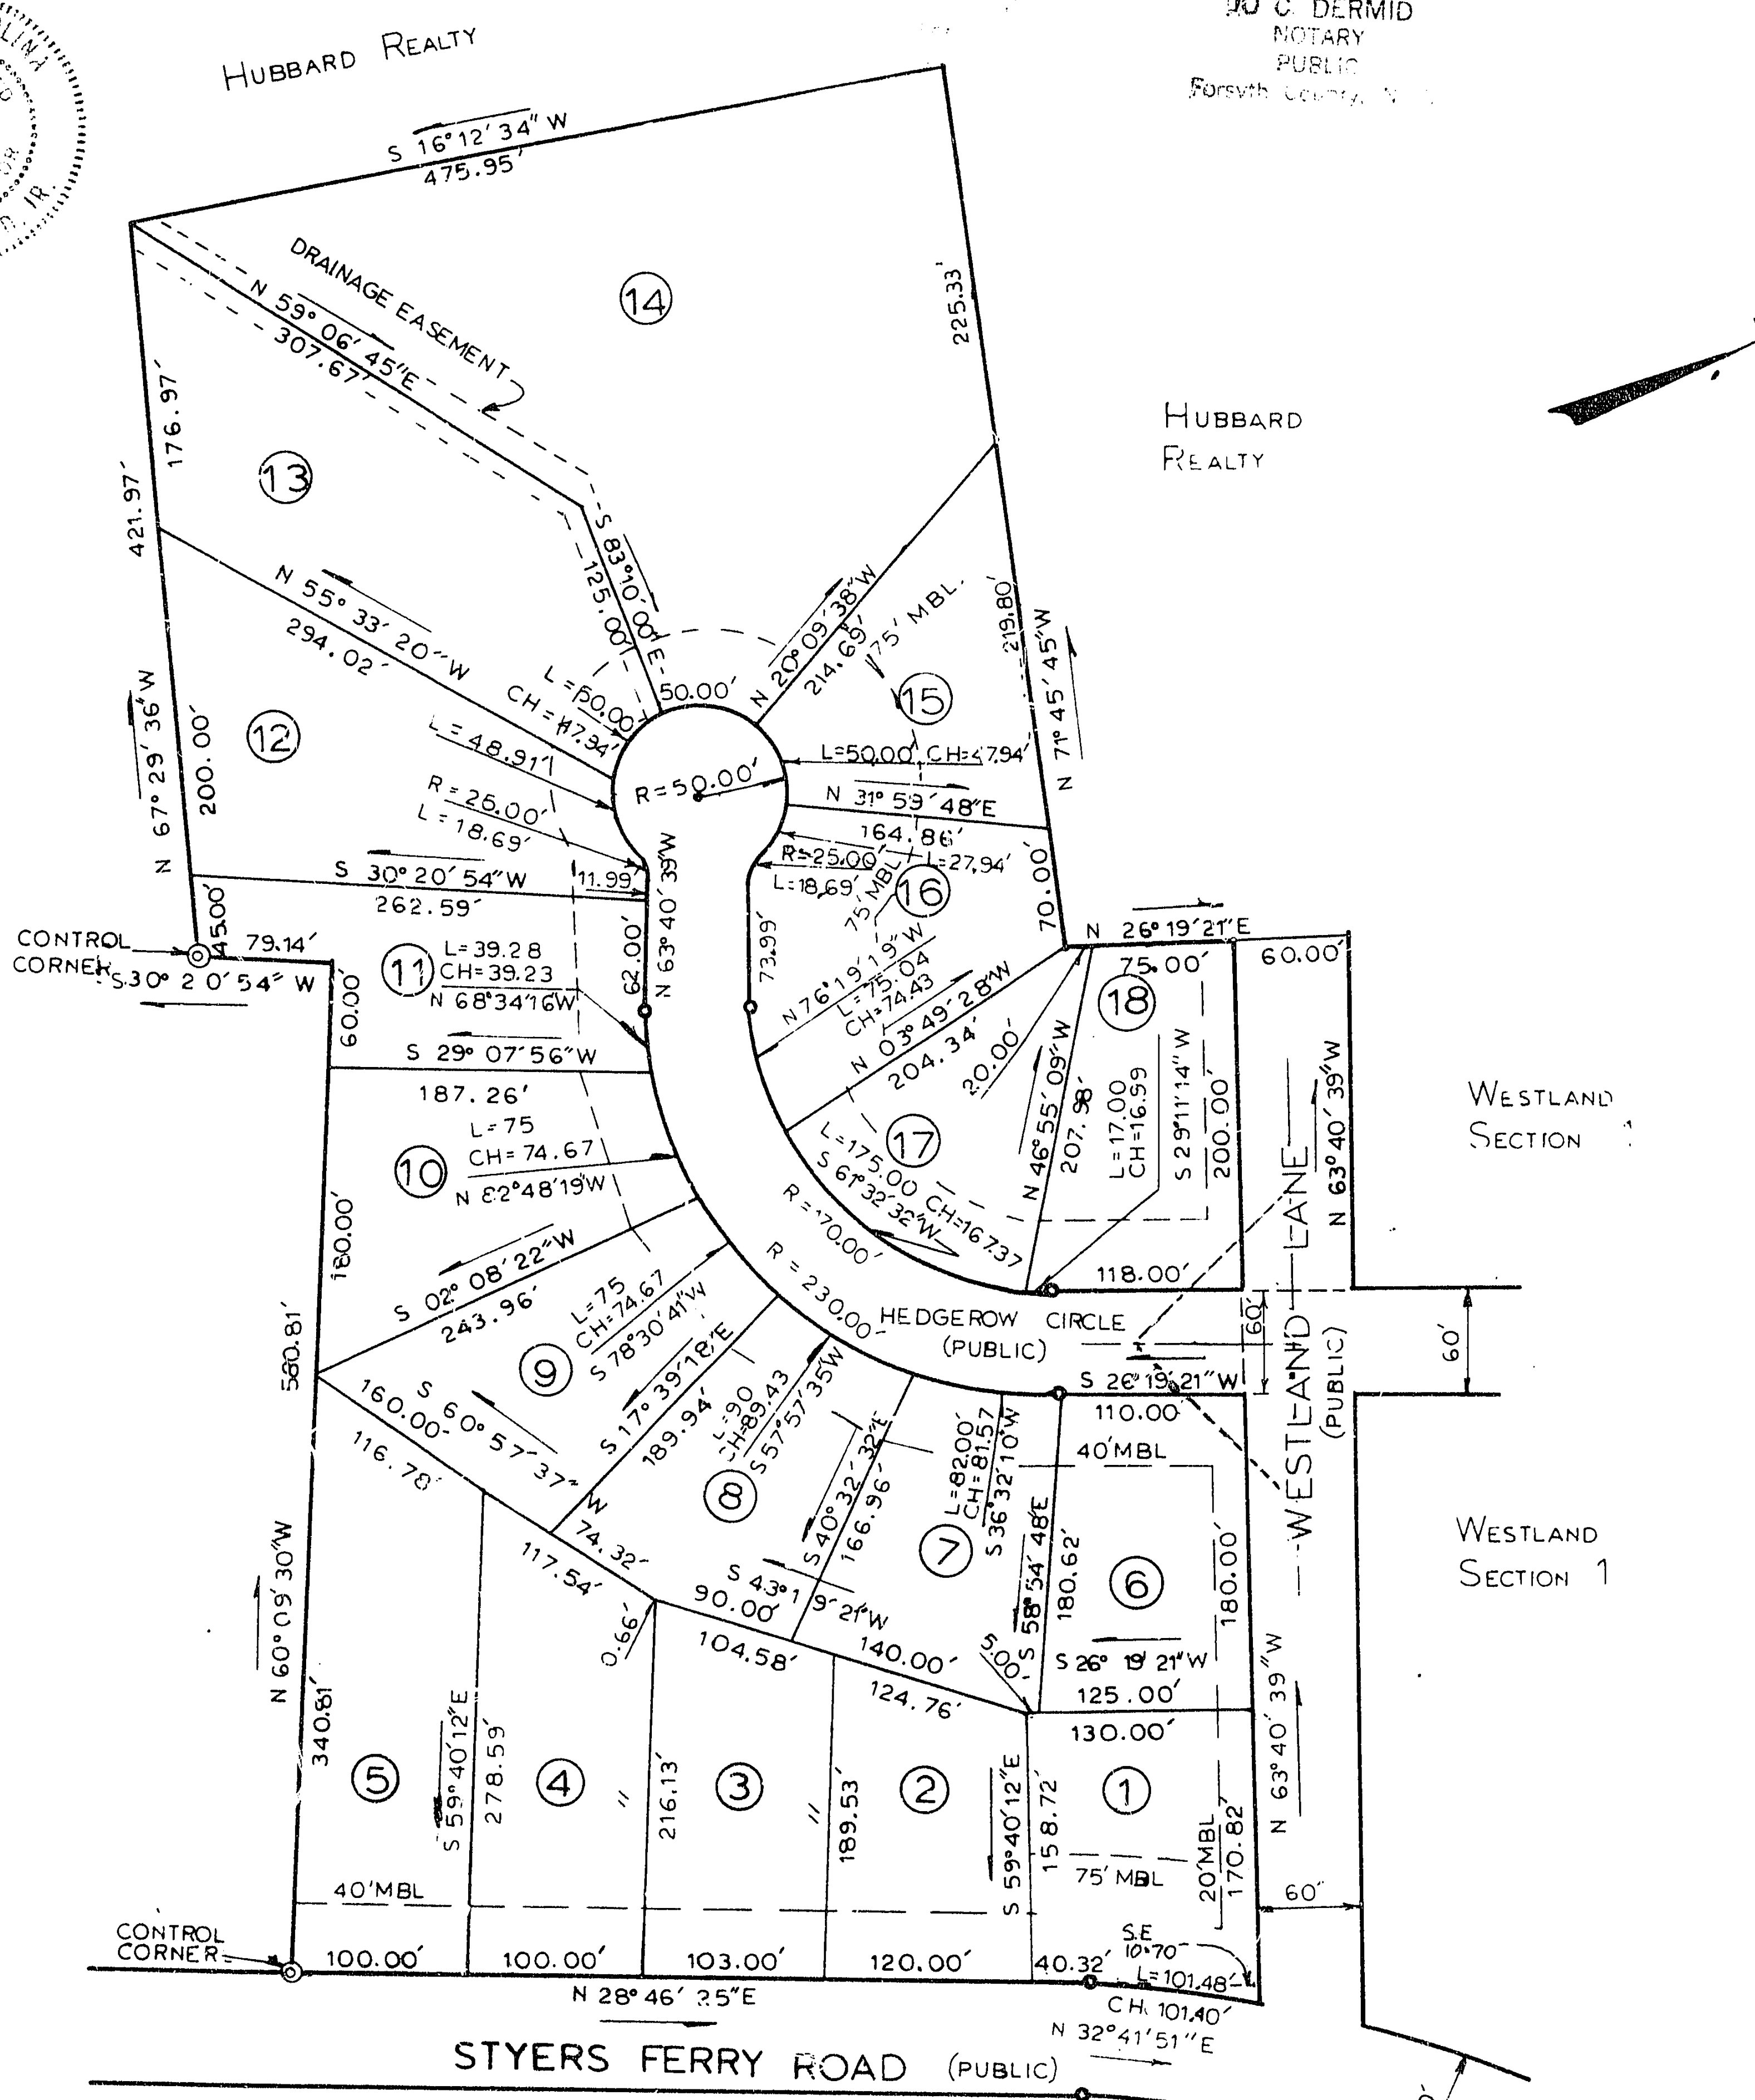 HUBBARD REALTY
C. DERMID
NOTARY
PUBLIC
Forsyth County, N.
S 16°12'34" W
475.95'
DRAINAGE EASEMENT
N 59° 06' 45"E
307.67'
14
225.33'
HUBBARD
REALTY
176.97'
421.97'
13
S 83°10'00"E
125.00'
N 55° 33' 20" W
294.02'
N 20°09'38"W
214.69'
75' MBL.
219.80'
N 71° 45' 45"W
15
L=50.00'
CH=47.94'
50.00'
N 67° 29' 36"W
200.00'
12
L=48.91'
R=25.00'
L=18.69'
R=50.00'
L=50.00' CH=47.94'
N 31° 59' 48"E
164.86'
R=25.00'
L=27.94'
L=18.69'
75' MBL
16
70.00'
S 30° 20' 54"W
262.59'
11.99'
N 63° 40' 39"W
62.00'
73.99'
CONTROL
CORNER
45.00'
79.14'
S 30° 20' 54" W
60.00'
11
L=39.28
CH=39.23
N 68°34'16"W
N 76°19'19" W
L=75.04
CH=74.43
N 03° 49' 28"W
204.34'
20.00'
N 26°19'21"E
75.00'
60.00'
18
S 29° 07' 56"W
187.26'
L=75
CH=74.67
N 82°48'19"W
10
180.00'
N 46°55'09"W
207.98'
L=17.00
CH=16.99
S 29°11'14"W
200.00'
N 63° 40' 39"W
WESTLAND
SECTION 1
17
L=175.00 CH=167.37
S 61°32'32"W
R=170.00'
R = 230.00'
S 02° 08' 22"W
243.96'
L=75
CH=74.67
S 78°30'41"W
9
118.00'
HEDGEROW CIRCLE
(PUBLIC)
60'
WESTLAND LANE
(PUBLIC)
60'
S 26°19'21"W
110.00
40'MBL
580.81'
S 60° 57' 37" W
160.00'
116.78'
S 17° 39' 18"E
189.94'
L=90
CH=89.43
S 57°57'35"W
8
S 40° 32' 32"E
166.96'
L=82.00'
CH=81.57
S 36°32'10"W
7
S 58° 54' 48"E
180.62'
6
180.00'
WESTLAND
SECTION 1
74.32'
117.54'
0.66'
S 43°19'21"W
90.00'
104.58'
140.00'
124.76'
5.00'
S 26° 19' 21" W
125.00'
130.00'
N 60° 09' 30"W
340.81'
5
S 59°40'12"E
278.59'
4
"
216.13'
3
"
189.53'
2
S 59°40'12"E
158.72'
1
75' MBL
20'MBL
170.82'
N 63° 40' 39"W
60"
40'MBL
CONTROL
CORNER
100.00'
100.00'
103.00'
120.00'
40.32'
S.E
10•70
L=101.48'
CH. 101.40'
N 32°41'51"E
N 28°46' 25"E
STYERS FERRY ROAD (PUBLIC)